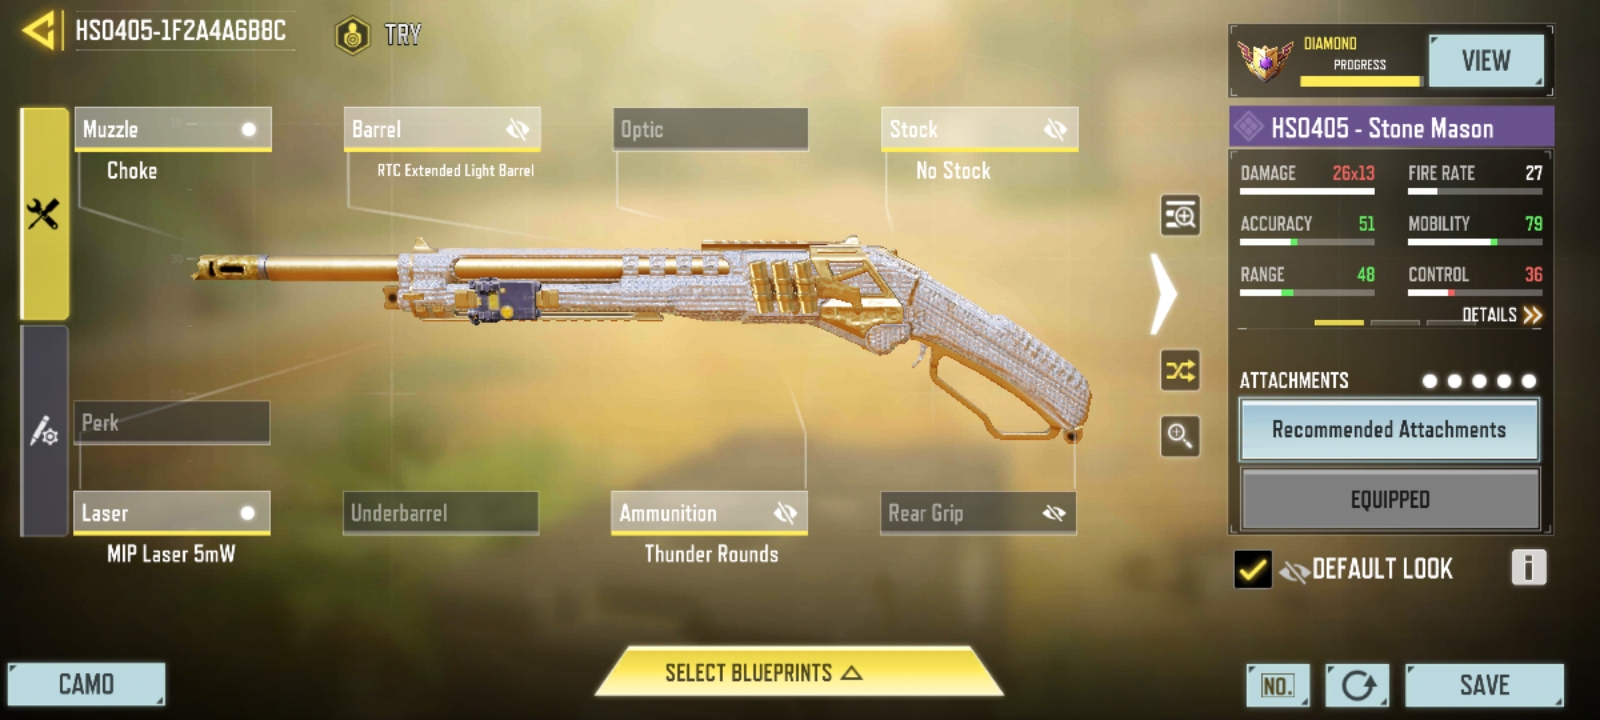 HS0405-1F2A4A6B8C
TRY
DIAMOND
PROGRESS
VIEW
Muzzle
Choke
Barrel
RTC Extended Light Barrel
Optic
Stock
No Stock
HS0405 - Stone Mason
DAMAGE 26x13
FIRE RATE 27
ACCURACY 51
MOBILITY 79
RANGE 48
CONTROL 36
DETAILS
ATTACHMENTS
Recommended Attachments
EQUIPPED
DEFAULT LOOK
Perk
Laser
MIP Laser 5mW
Underbarrel
Ammunition
Thunder Rounds
Rear Grip
CAMO
SELECT BLUEPRINTS
NO.
SAVE